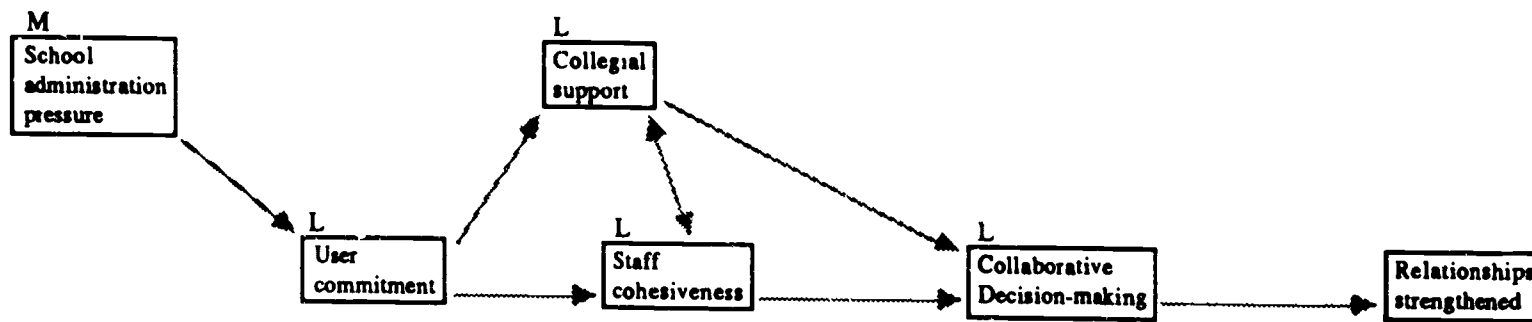 M
School
administration
pressure
L
Collegial
support
L
User
commitment
L
Staff
cohesiveness
L
Collaborative
Decision-making
Relationships
strengthened